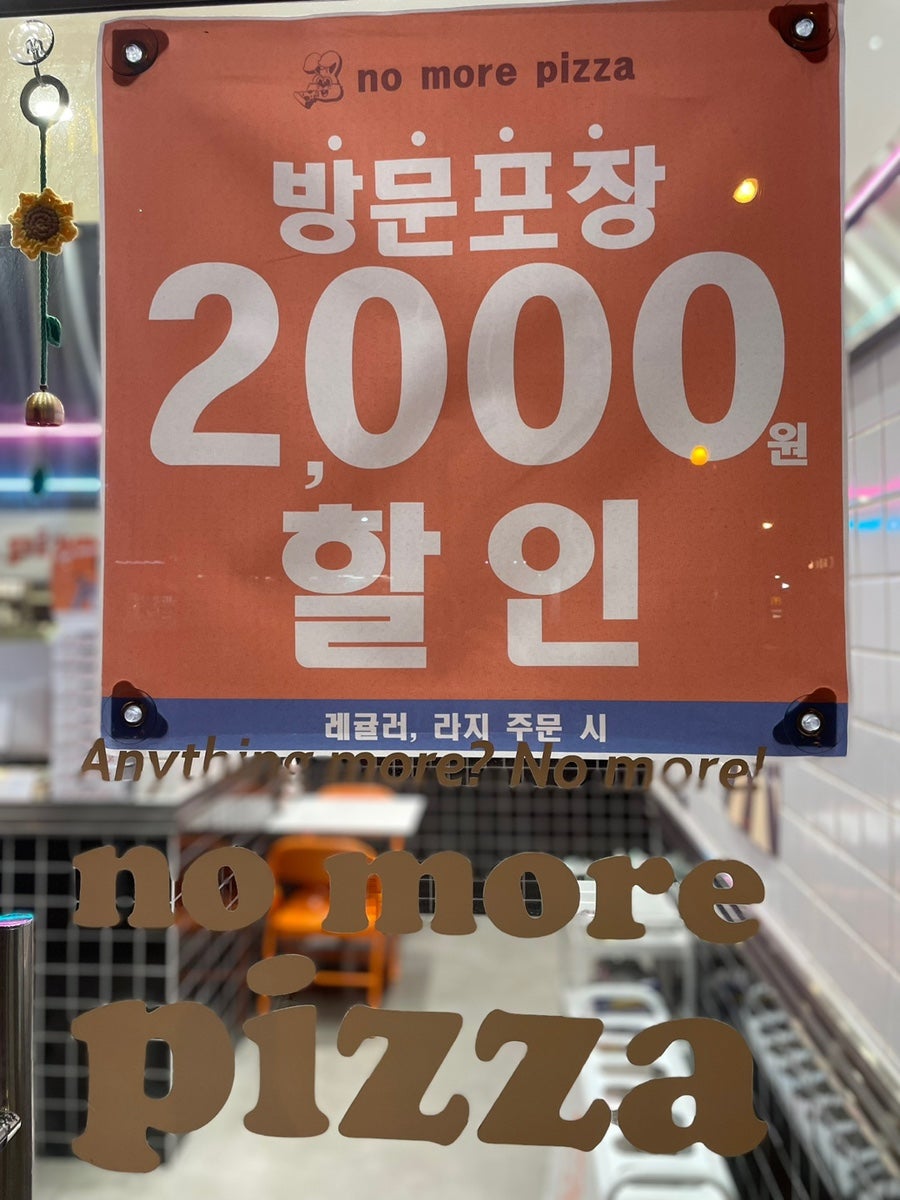 no more pizza
방문포장
2,000원
할인
레귤러, 라지 주문 시
Anything more? No more!
no more
pizza